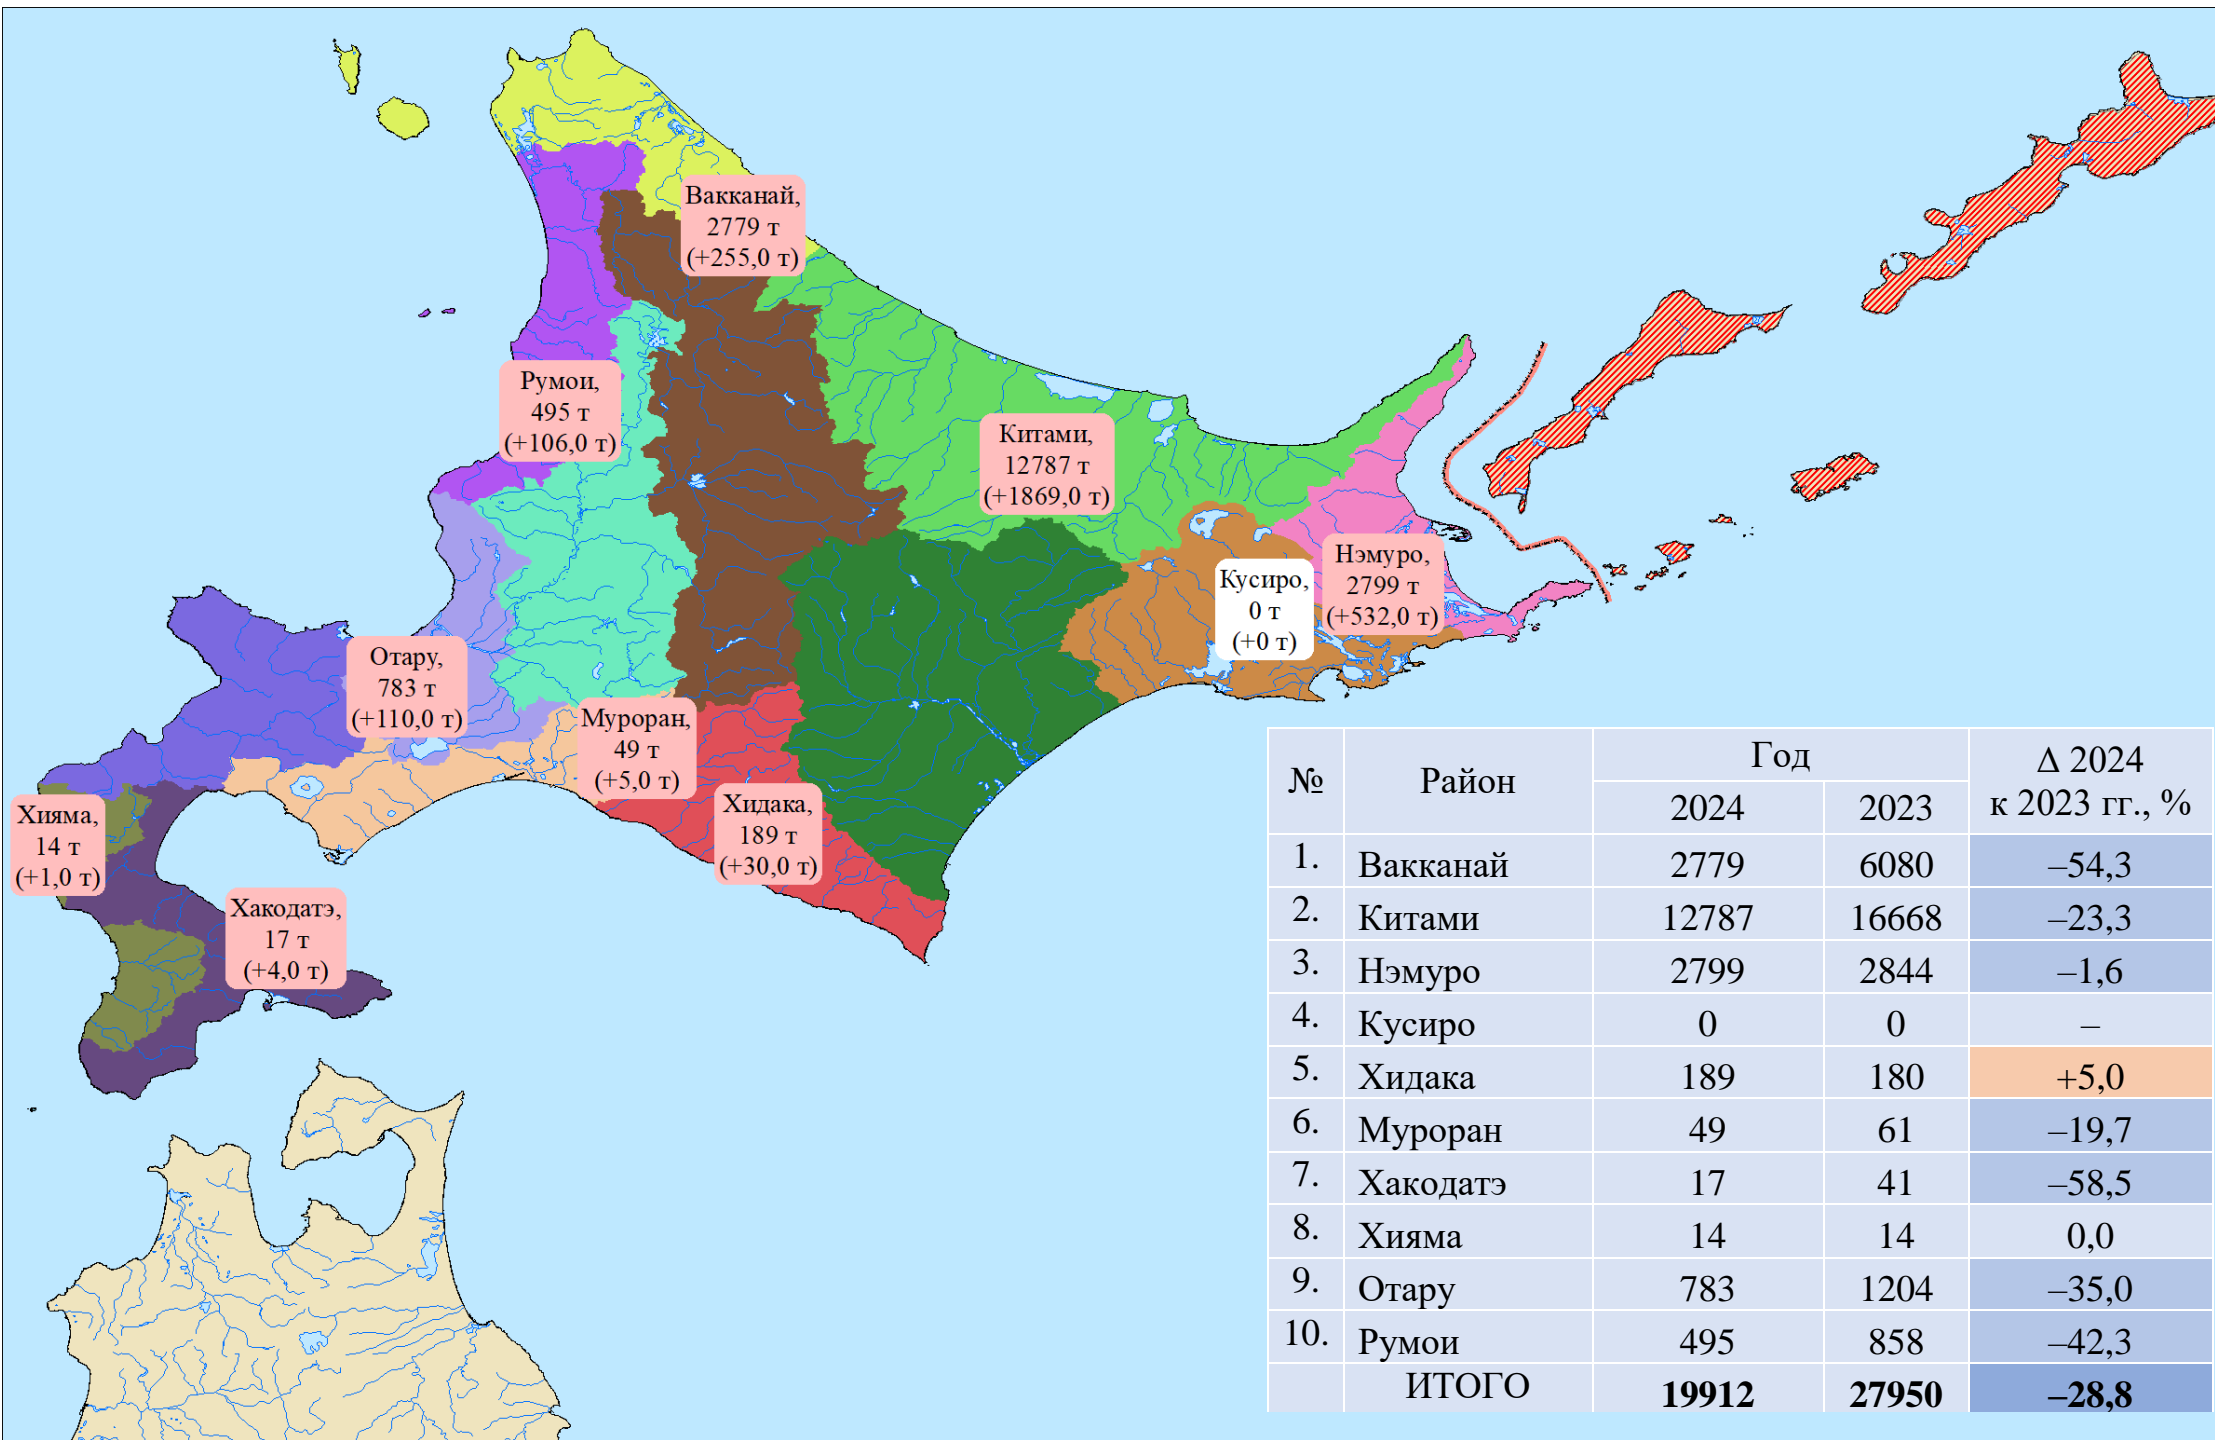 Вакканай,
2779 т
(+255,0 т)
Румои,
495 т
(+106,0 т)
Китами,
12787 т
(+1869,0 т)
Нэмуро,
2799 т
(+532,0 т)
Кусиро,
0 т
(+0 т)
Отару,
783 т
(+110,0 т)
Муроран,
49 т
(+5,0 т)
Хидака,
189 т
(+30,0 т)
Хияма,
14 т
(+1,0 т)
Хакодатэ,
17 т
(+4,0 т)
№ Район Год Δ 2024
к 2023 гг., %
2024 2023
1. Вакканай 2779 6080 –54,3
2. Китами 12787 16668 –23,3
3. Нэмуро 2799 2844 –1,6
4. Кусиро 0 0 –
5. Хидака 189 180 +5,0
6. Муроран 49 61 –19,7
7. Хакодатэ 17 41 –58,5
8. Хияма 14 14 0,0
9. Отару 783 1204 –35,0
10. Румои 495 858 –42,3
ИТОГО 19912 27950 –28,8